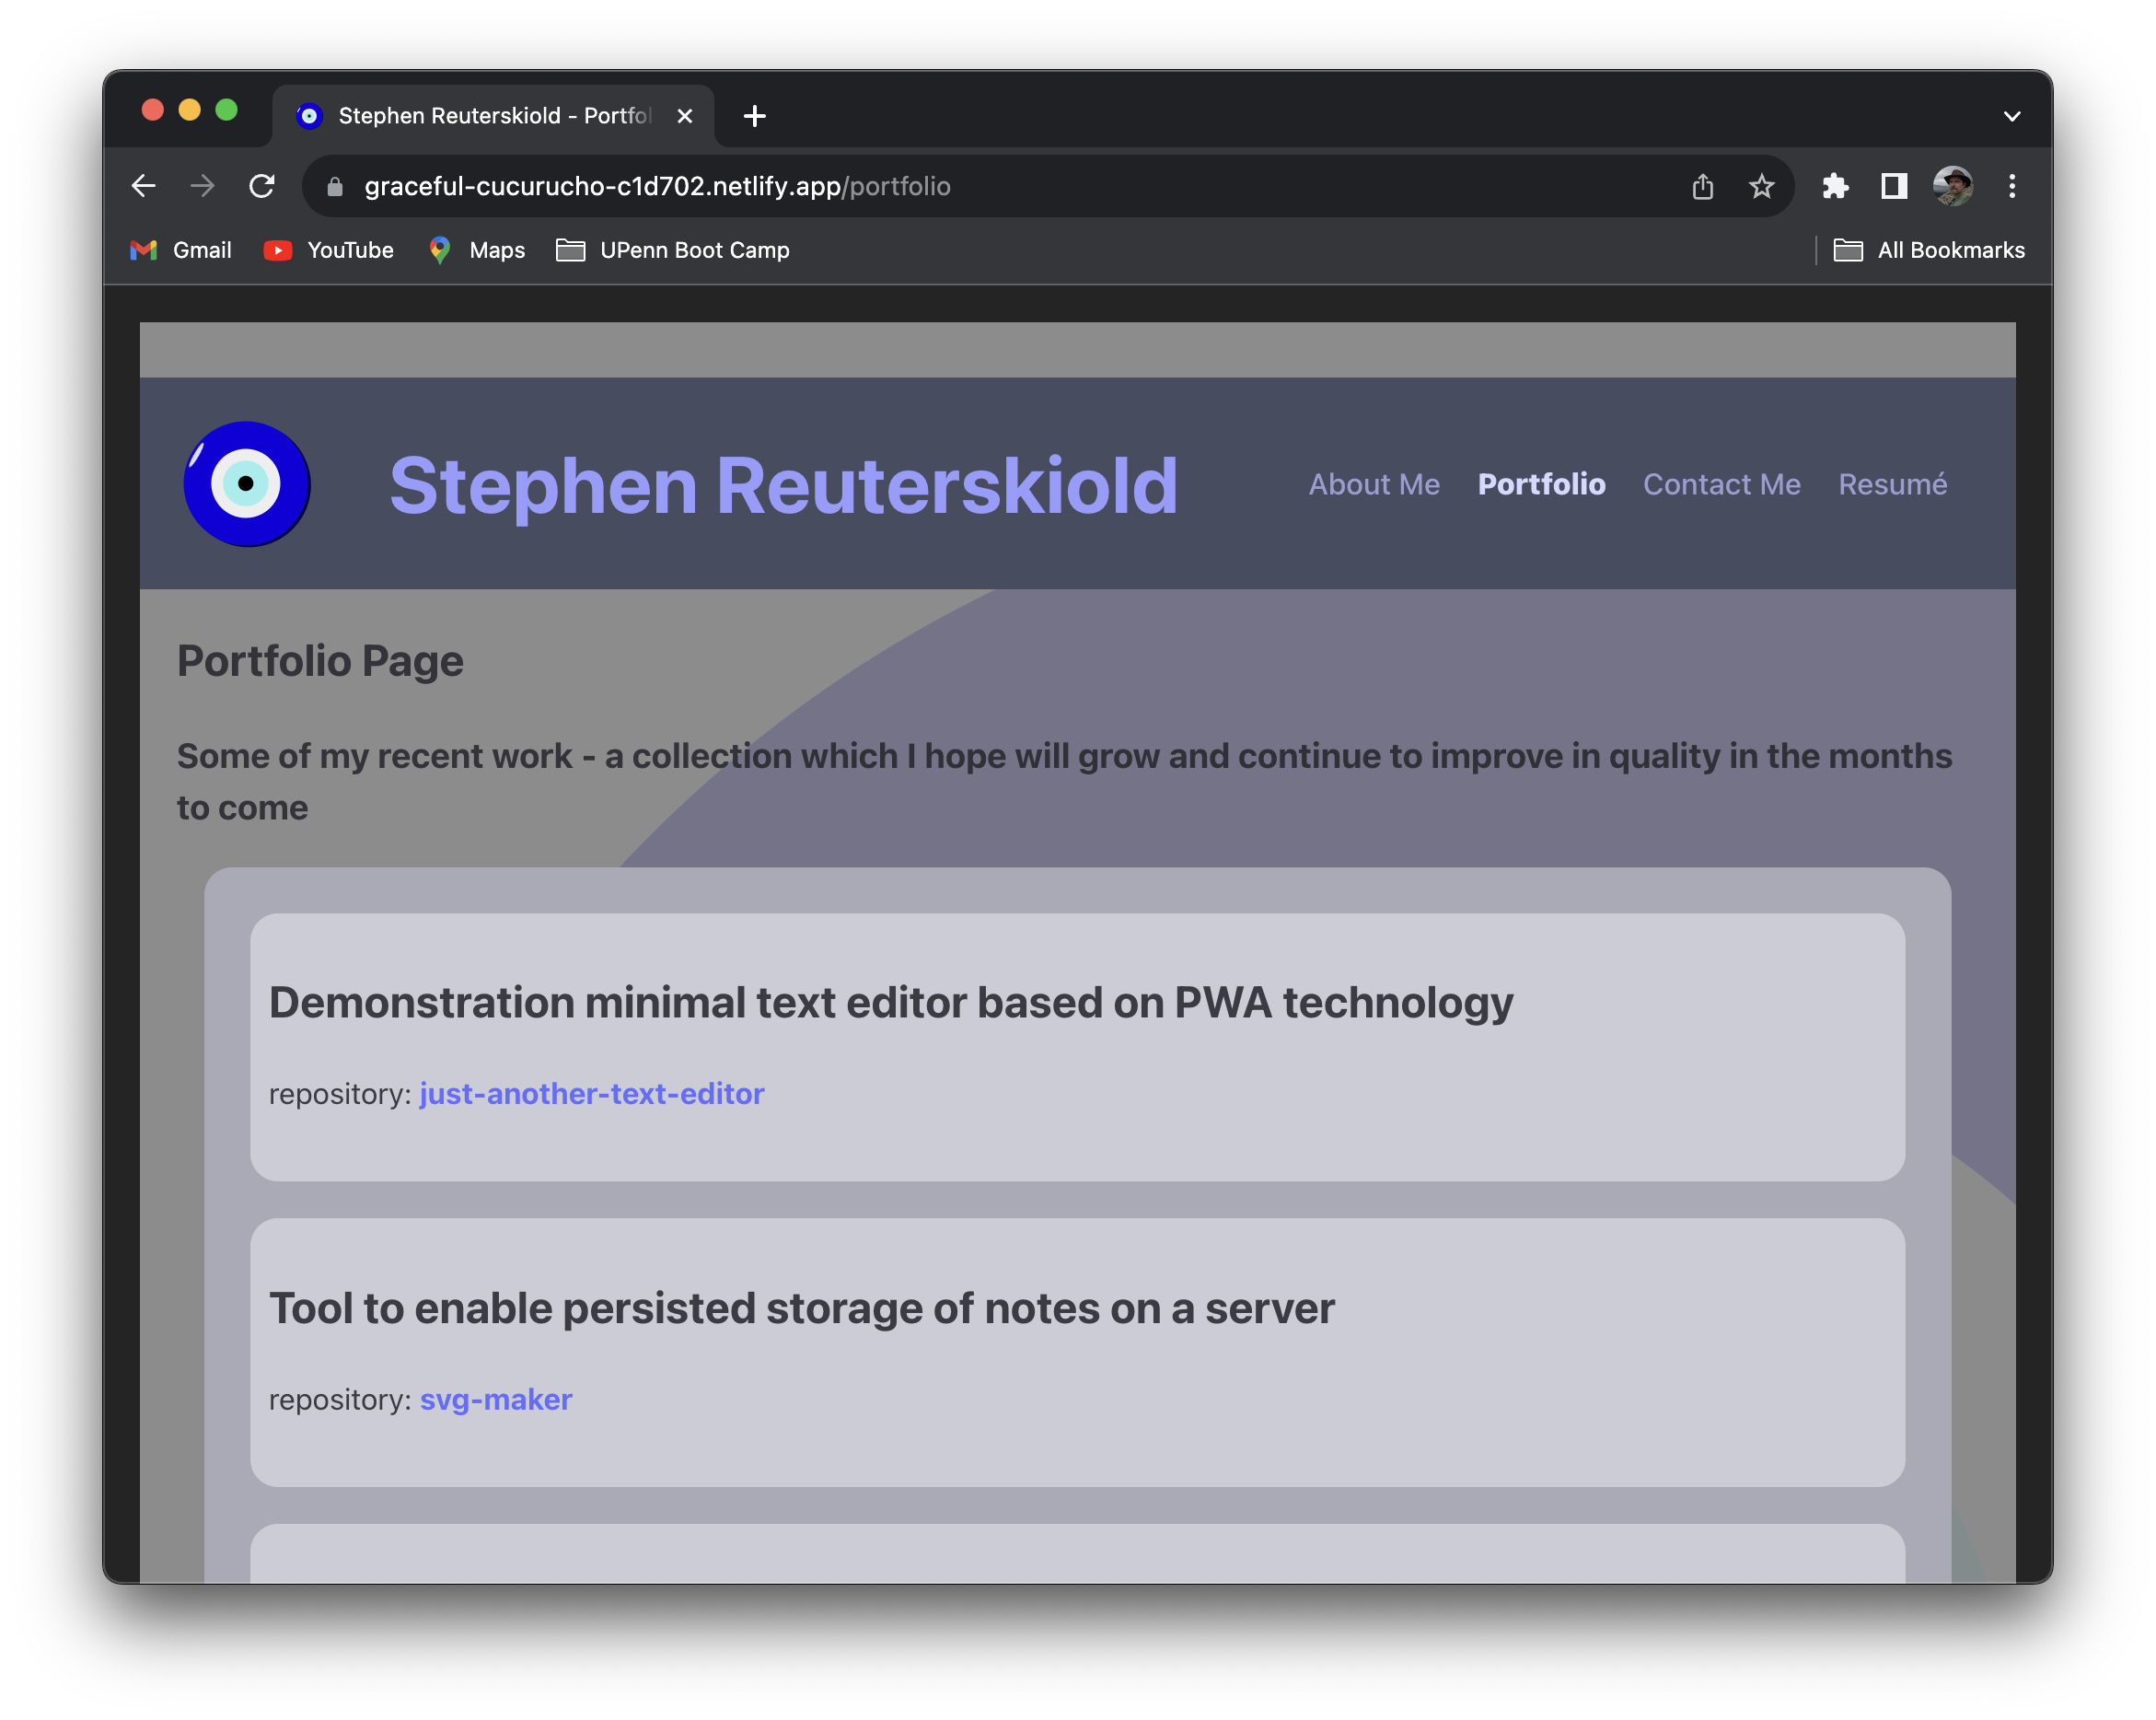 Stephen Reuterskiold - Portfol
graceful-cucurucho-c1d702.netlify.app/portfolio
Gmail YouTube Maps UPenn Boot Camp All Bookmarks
Stephen Reuterskiold
About Me Portfolio Contact Me Resumé
Portfolio Page
Some of my recent work - a collection which I hope will grow and continue to improve in quality in the months
to come
Demonstration minimal text editor based on PWA technology
repository: just-another-text-editor
Tool to enable persisted storage of notes on a server
repository: svg-maker